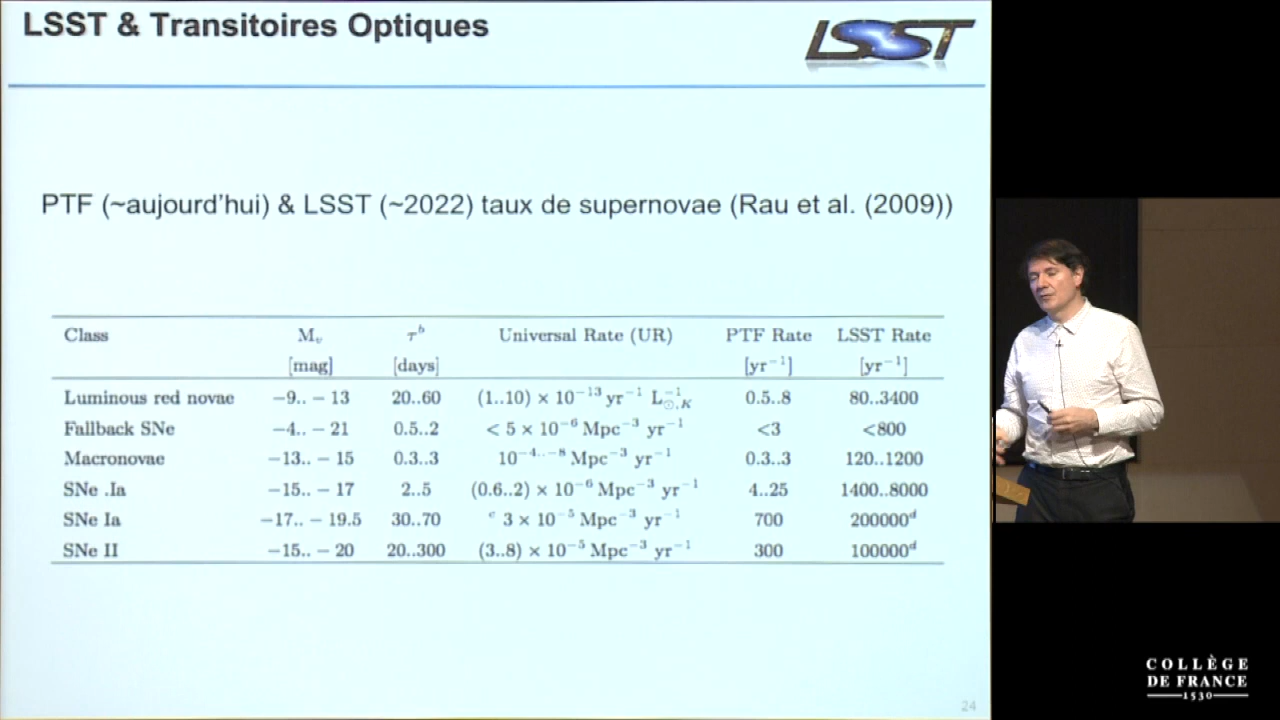 LSST & Transitoires Optiques
LSST
PTF (~aujourd'hui) & LSST (~2022) taux de supernovae (Rau et al. (2009))
Class Mᵥ τᵇ Universal Rate (UR) PTF Rate LSST Rate
[mag] [days] [yr⁻¹] [yr⁻¹]
Luminous red novae −9.. − 13 20..60 (1..10) × 10⁻¹³ yr⁻¹ L⁻¹⊙,K 0.5..8 80..3400
Fallback SNe −4.. − 21 0.5..2 < 5 × 10⁻⁶ Mpc⁻³ yr⁻¹ <3 <800
Macronovae −13.. − 15 0.3..3 10⁻⁴··⁻⁸ Mpc⁻³ yr⁻¹ 0.3..3 120..1200
SNe .Ia −15.. − 17 2..5 (0.6..2) × 10⁻⁶ Mpc⁻³ yr⁻¹ 4..25 1400..8000
SNe Ia −17.. − 19.5 30..70 ᶜ 3 × 10⁻⁵ Mpc⁻³ yr⁻¹ 700 200000ᵈ
SNe II −15.. − 20 20..300 (3..8) × 10⁻⁵ Mpc⁻³ yr⁻¹ 300 100000ᵈ
24
COLLÈGE
DE FRANCE
1530